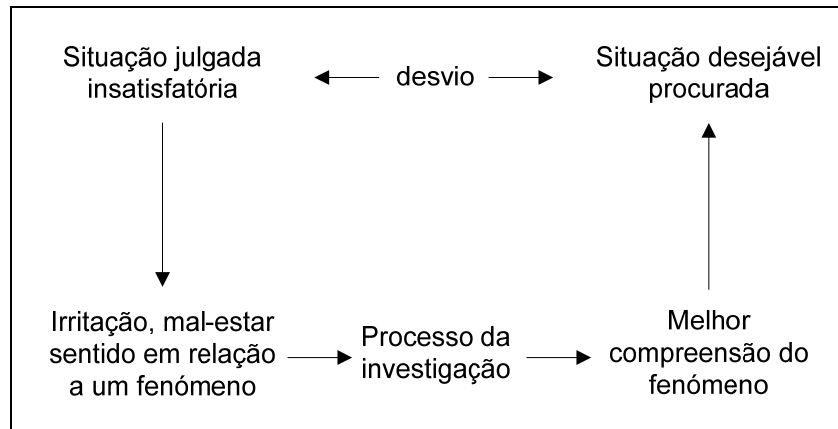 Situação julgada
insatisfatória
desvio
Situação desejável
procurada
Irritação, mal-estar
sentido em relação
a um fenómeno
Processo da
investigação
Melhor
compreensão do
fenómeno